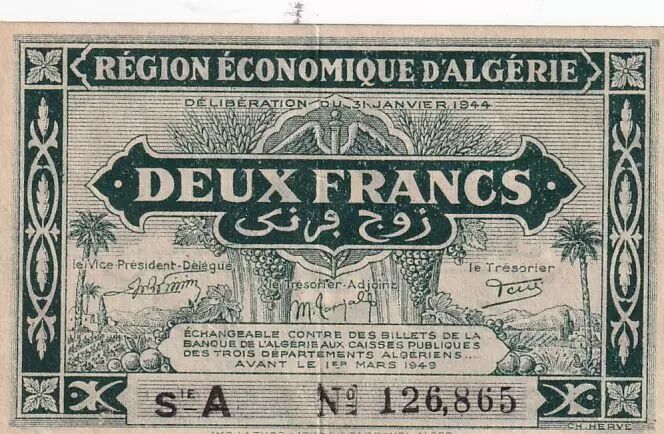 RÉGION ÉCONOMIQUE D'ALGÉRIE
DÉLIBÉRATION DU 31 JANVIER 1944
DEUX FRANCS
زوج فرنك
le Vice-Président-Délégué
le Trésorier-Adjoint
le Trésorier
ÉCHANGEABLE CONTRE DES BILLETS DE LA
BANQUE DE L'ALGÉRIE AUX CAISSES PUBLIQUES
DES TROIS DÉPARTEMENTS ALGÉRIENS...
AVANT LE 1ER MARS 1949
SIE A No 126,865
CH. HERVÉ